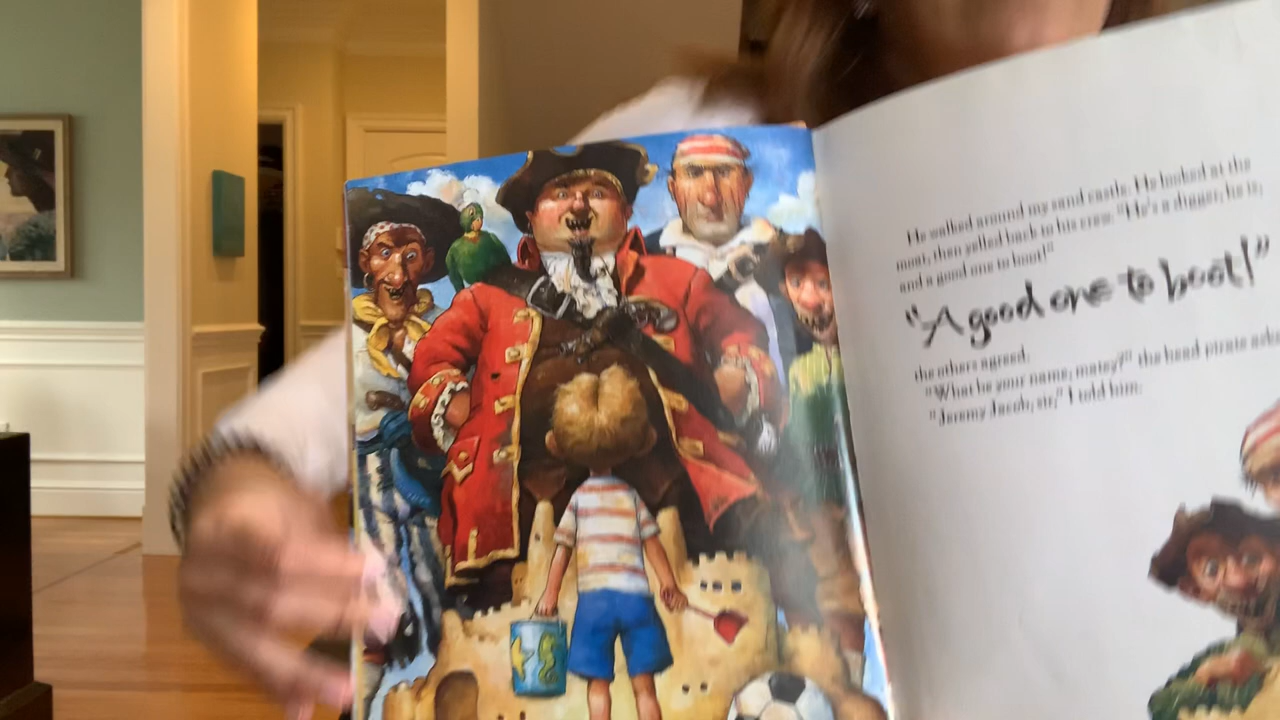 He walked around my sand castle. He looked at the
moat, then yelled back to his crew. "He's a digger, he is,
and a good one to boot!"
"A good one to boot!"
the others agreed.
"What be your name, matey?" the head pirate asked
"Jeremy Jacob, sir," I told him.